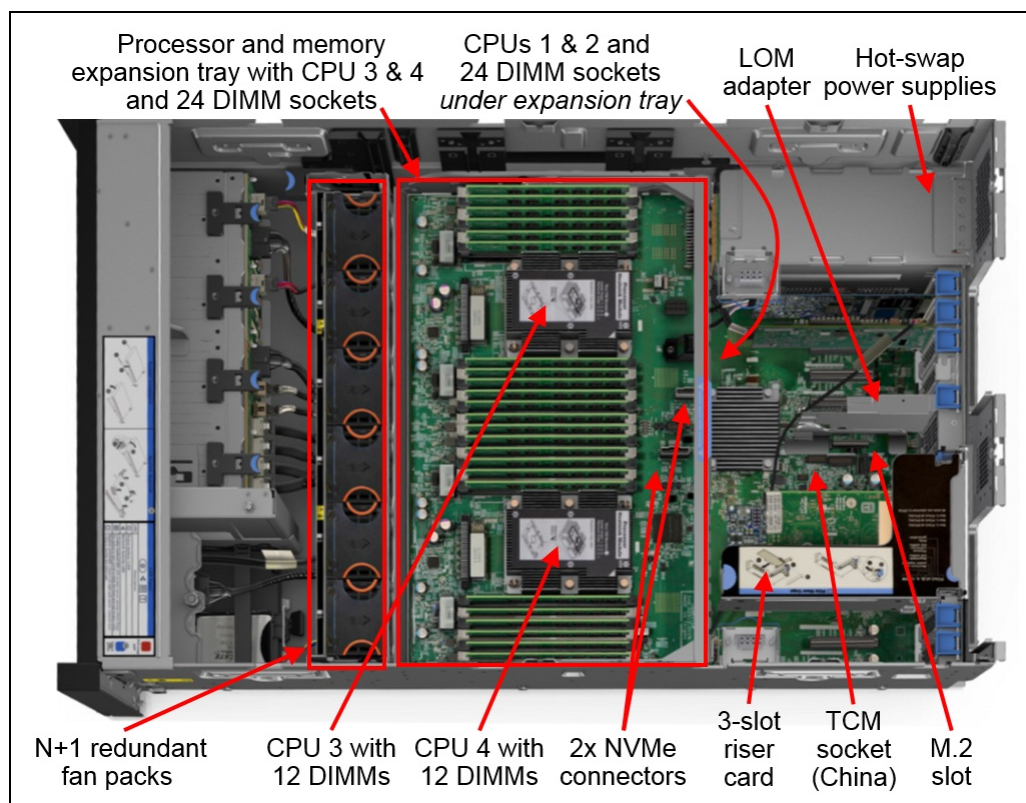 Processor and memory
expansion tray with CPU 3 & 4
and 24 DIMM sockets
CPUs 1 & 2 and
24 DIMM sockets
under expansion tray
LOM
adapter
Hot-swap
power supplies
N+1 redundant
fan packs
CPU 3 with
12 DIMMs
CPU 4 with
12 DIMMs
2x NVMe
connectors
3-slot
riser
card
TCM
socket
(China)
M.2
slot